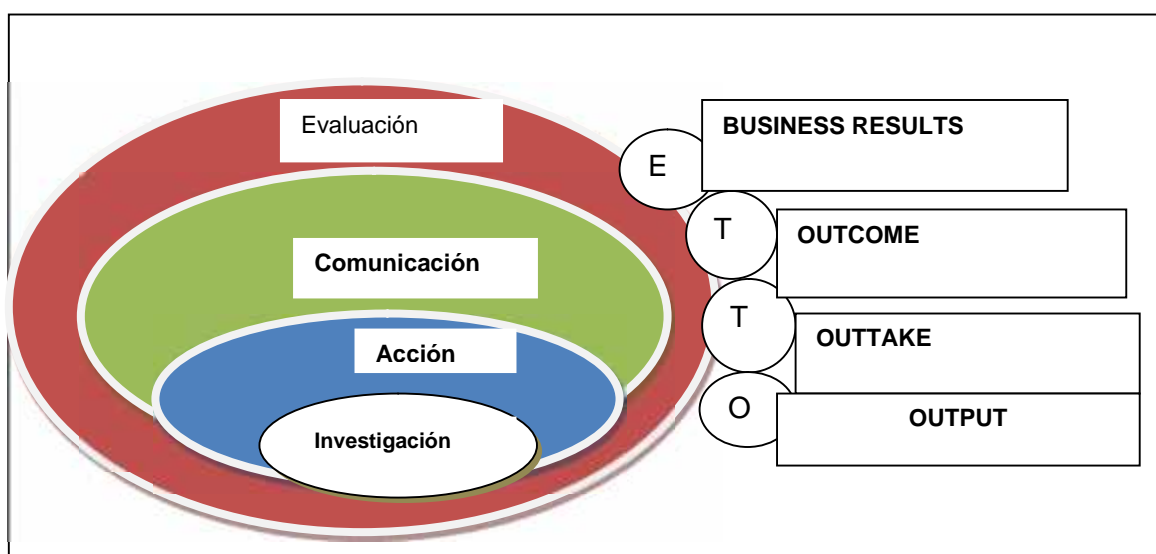 Evaluación
Comunicación
Acción
Investigación
E
BUSINESS RESULTS
T
OUTCOME
T
OUTTAKE
O
OUTPUT